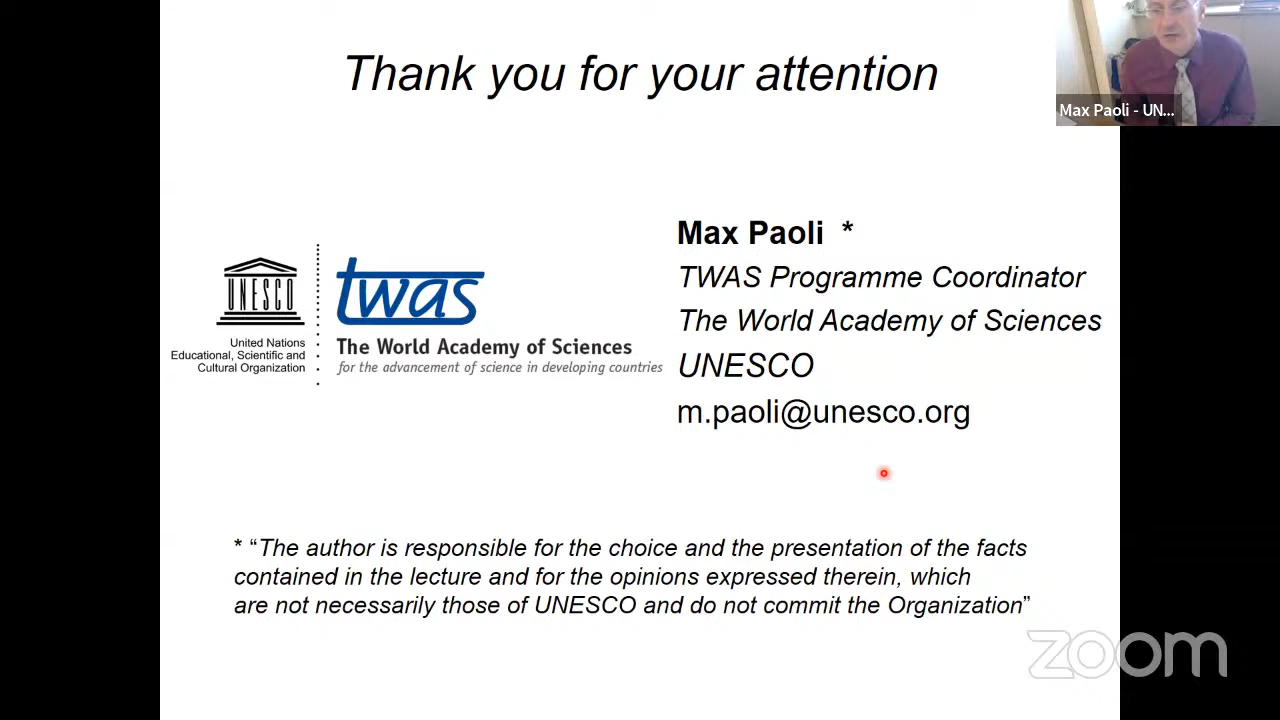 Thank you for your attention
Max Paoli - UN...
Max Paoli *
TWAS Programme Coordinator
The World Academy of Sciences
UNESCO
m.paoli@unesco.org
UNESCO
United Nations
Educational, Scientific and
Cultural Organization
twas
The World Academy of Sciences
for the advancement of science in developing countries
* “The author is responsible for the choice and the presentation of the facts
contained in the lecture and for the opinions expressed therein, which
are not necessarily those of UNESCO and do not commit the Organization”
zoom